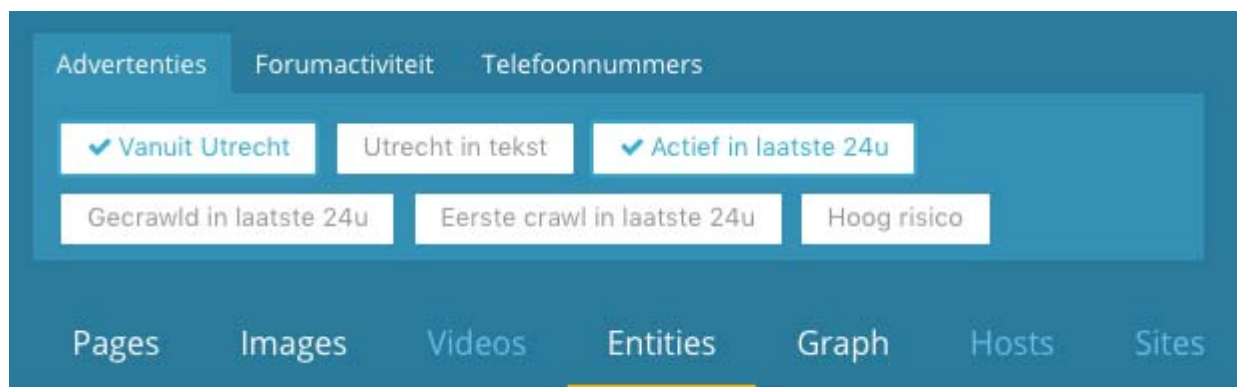 Advertenties Forumactiviteit Telefoonnummers
✔ Vanuit Utrecht Utrecht in tekst ✔ Actief in laatste 24u
Gecrawld in laatste 24u Eerste crawl in laatste 24u Hoog risico
Pages Images Videos Entities Graph Hosts Sites